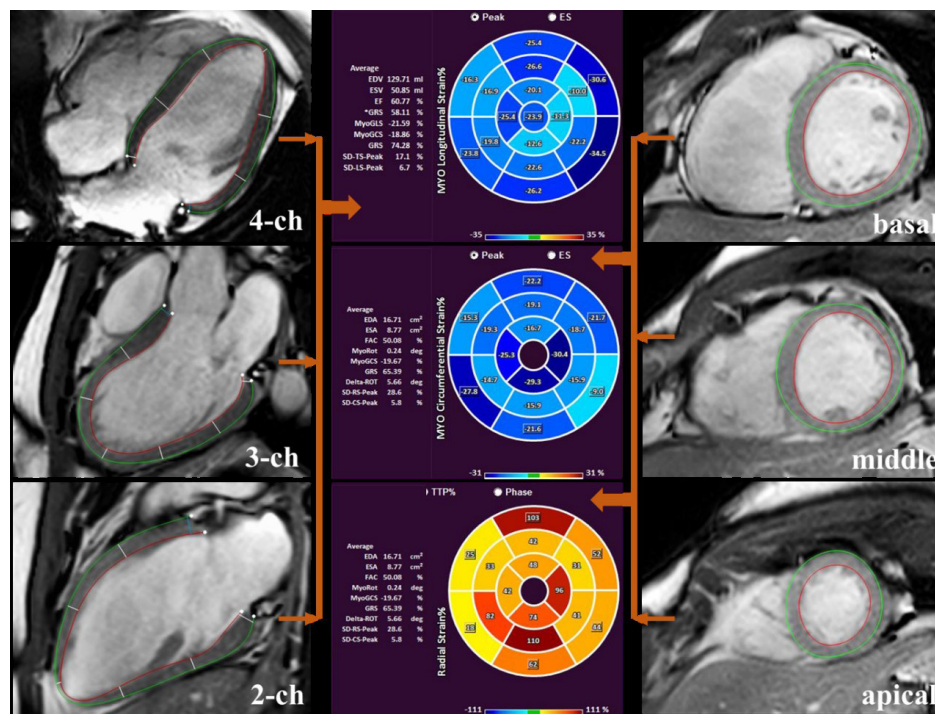 4-ch
Peak
ES
Average
EDV 129.71 ml
ESV 50.85 ml
EF 60.77 %
*GRS 58.11 %
MyoGLS -21.59 %
MyoGCS -18.86 %
GRS 74.28 %
SD-TS-Peak 17.1 %
SD-LS-Peak 6.7 %
MYO Longitudinal Strain%
-25.4
-26.6
-16.3
-30.6
-20.1
-16.9
-10.0
-25.4
-23.9
-19.8
-12.6
-22.2
-23.8
-34.5
-22.6
-26.2
-35
35 %
basal
3-ch
Peak
ES
Average
EDA 16.71 cm²
ESA 8.77 cm²
FAC 50.08 %
MyoRot 0.24 deg
MyoGCS -19.67 %
GRS 65.39 %
Delta-ROT 5.66 deg
SD-RS-Peak 28.6 %
SD-CS-Peak 5.8 %
MYO Circumferential Strain%
-22.2
-19.1
-15.3
-21.7
-16.7
-19.3
-18.7
-25.3
-30.4
-14.7
-15.9
-29.3
-27.8
-9.0
-15.9
-21.6
-31
31 %
middle
2-ch
TTP%
Phase
Average
EDA 16.71 cm²
ESA 8.77 cm²
FAC 50.08 %
MyoRot 0.24 deg
MyoGCS -19.67 %
GRS 65.39 %
Delta-ROT 5.66 deg
SD-RS-Peak 28.6 %
SD-CS-Peak 5.8 %
Radial Strain%
103
42
25
52
48
33
31
42
96
82
74
41
18
44
110
62
-111
111 %
apical